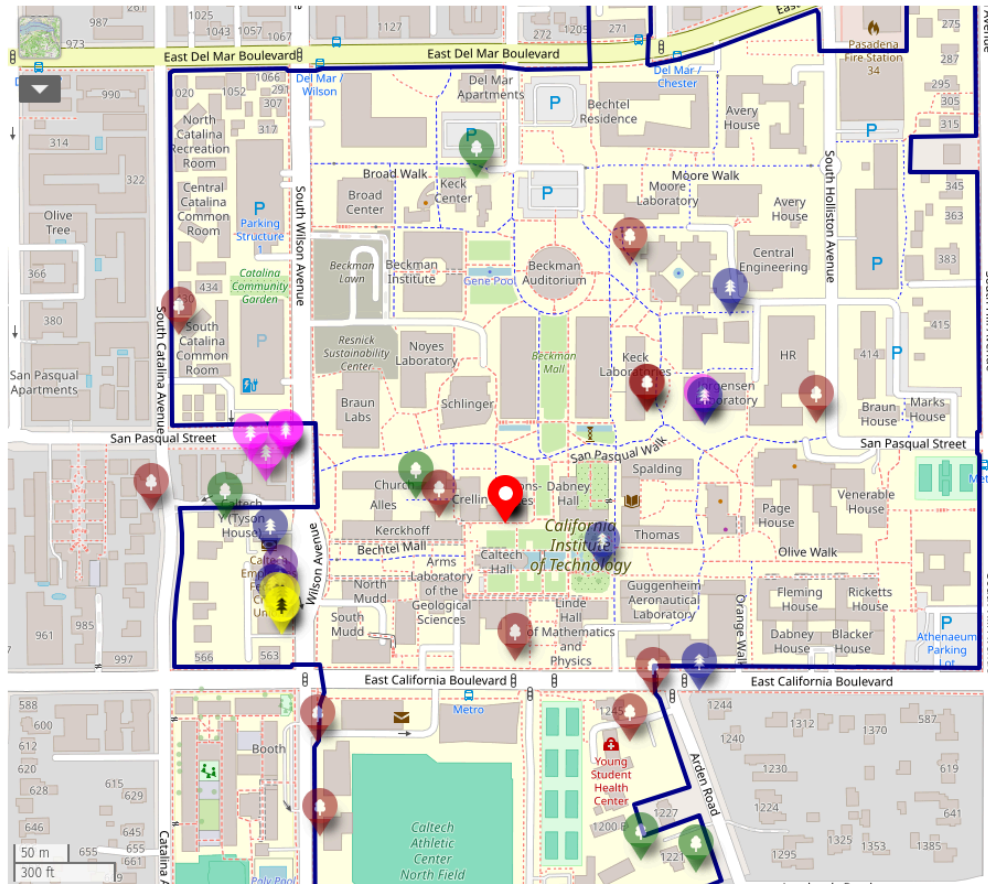 987
1025
1043
1057
1067
1127
272
1205
271
275
973
East Del Mar Boulevard
East Del Mar Boulevard
Pasadena
Fire Station
34
287
Del Mar /
Wilson
Del Mar /
Chester
295
305
315
990
1020
1052
1066
291
307
317
Del Mar
Apartments
P
P
Bechtel
Residence
Avery
House
P
314
North
Catalina
Recreation
Room
322
Broad Walk
Moore Walk
South Holliston Avenue
345
Central
Catalina
Common
Room
P
Parking
Structure
1
South Wilson Avenue
Broad
Center
Keck
Center
P
Moore
Laboratory
Avery
House
363
Olive
Tree
366
Beckman
Lawn
Beckman
Institute
Gene Pool
Beckman
Auditorium
Central
Engineering
P
383
434
Catalina
Community
Garden
380
South
Catalina
Common
Room
P
Resnick
Sustainability
Center
Noyes
Laboratory
Beckman
Mall
Keck
Laboratories
HR
414
P
415
San Pasqual
Apartments
South Catalina Avenue
Braun
Labs
Schlinger
Jorgensen
Laboratory
Braun
House
Marks
House
San Pasqual Street
San Pasqual Walk
San Pasqual Street
Church
Alles
Crellin
Dabney
Hall
Spalding
Venerable
House
Page
House
Kerckhoff
California
Institute
of Technology
Thomas
Bechtel Mall
Caltech
Hall
Olive Walk
Wilson Avenue
North
Mudd
Arms
Laboratory
of the
Geological
Sciences
Guggenheim
Aeronautical
Laboratory
Fleming
House
Ricketts
House
961
985
South
Mudd
Linde
Hall
of Mathematics
and
Physics
Orange Walk
Dabney
House
Blacker
House
P
Athenaeum
Parking
Lot
997
566
563
East California Boulevard
East California Boulevard
588
600
612
620
628
646
Metro
1245
1244
1240
1312
1370
587
Booth
615
629
645
655
655
661
Young
Student
Health
Center
Arden Road
1230
1224
619
641
1227
1200
1221
Caltech
Athletic
Center
North Field
1295
1325
1353
1385
Catalina A
Poly Pool
50 m
300 ft